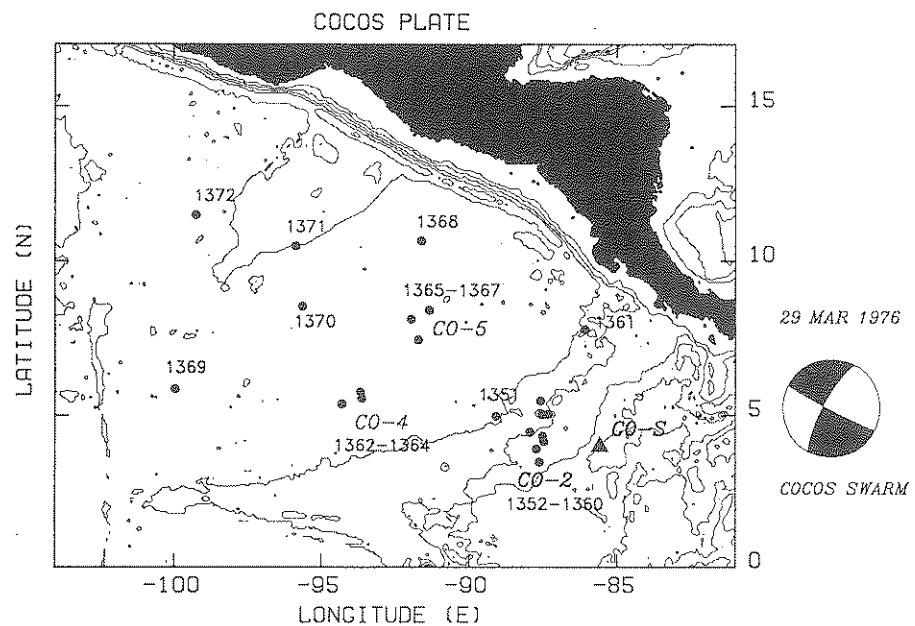 COCOS PLATE
15
10
5
0
LATITUDE (N)
-100
-95
-90
-85
LONGITUDE (E)
1372
1371
1368
1365-1367
CO-5
1370
1361
1369
1351
CO-4
1362-1364
CO-S
CO-2
1352-1360
29 MAR 1976
COCOS SWARM